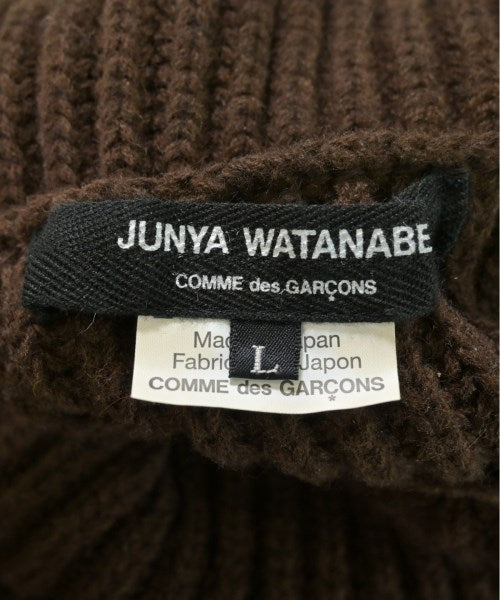 JUNYA WATANABE
COMME des GARÇONS
L
Japon
COMME des GARÇONS